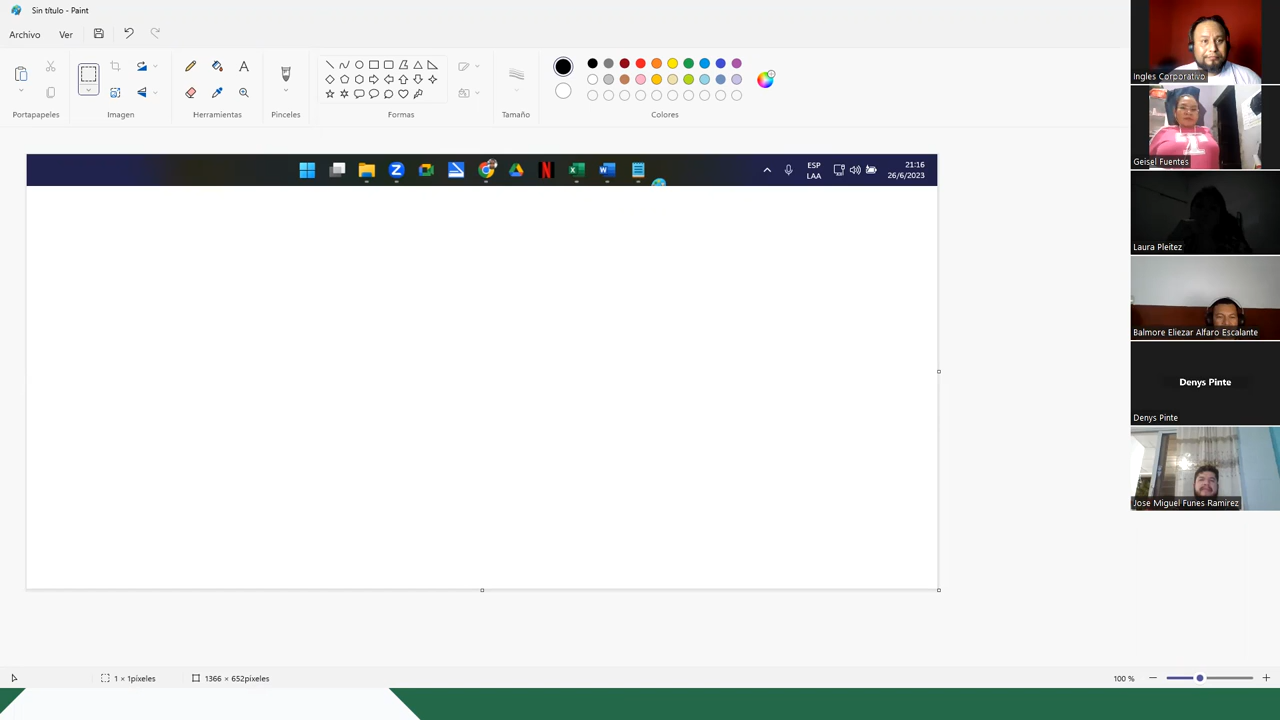 Sin título - Paint
Archivo
Ver
Portapapeles
Imagen
Herramientas
Pinceles
Formas
Tamaño
Colores
ESP
LAA
21:16
26/6/2023
1 × 1píxeles
1366 × 652píxeles
100 %
Ingles Corporativo
Geisel Fuentes
Laura Pleitez
Balmore Eliezar Alfaro Escalante
Denys Pinte
Denys Pinte
Jose Miguel Funes Ramirez